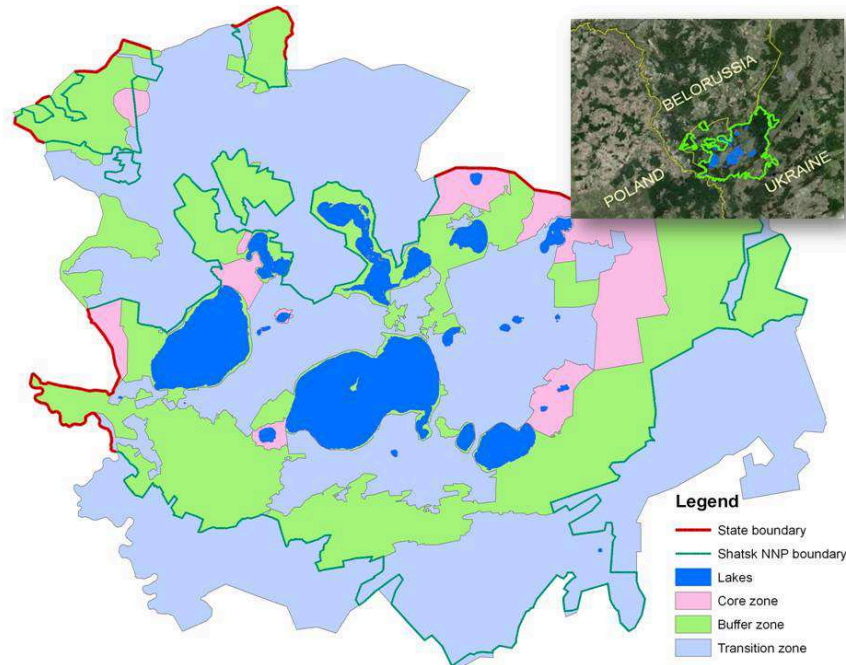 BELORUSSIA
POLAND
UKRAINE
Legend
State boundary
Shatsk NNP boundary
Lakes
Core zone
Buffer zone
Transition zone